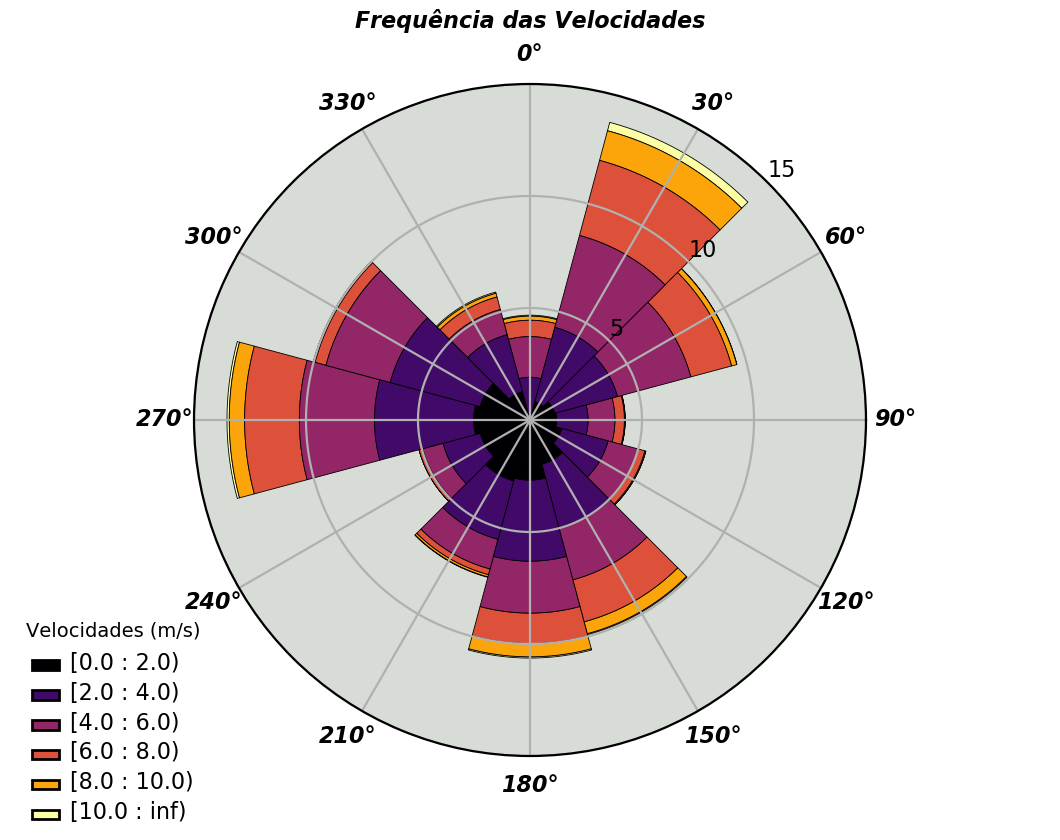 Frequência das Velocidades
0°
330°
30°
15
300°
60°
10
5
270°
90°
240°
120°
210°
150°
180°
Velocidades (m/s)
[0.0 : 2.0)
[2.0 : 4.0)
[4.0 : 6.0)
[6.0 : 8.0)
[8.0 : 10.0)
[10.0 : inf)